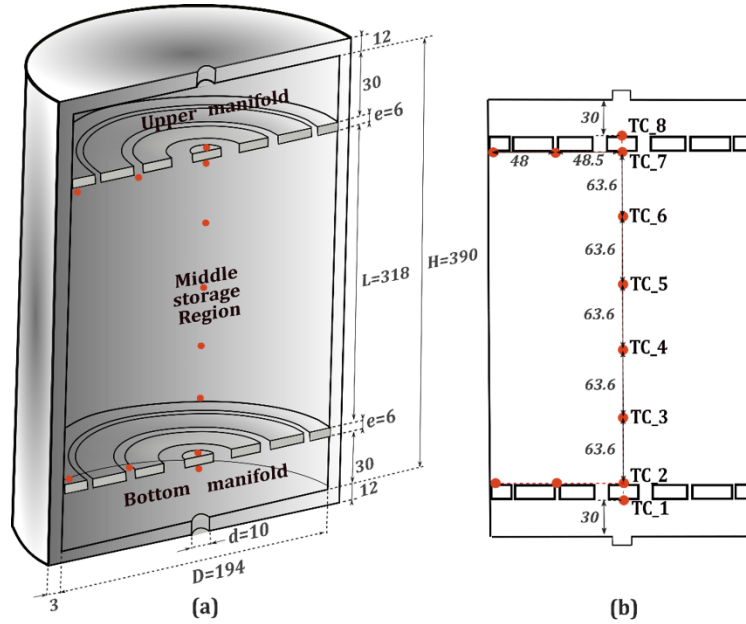 12
30
Upper manifold
e=6
Middle
storage
Region
L=318
H=390
e=6
30
Bottom manifold
12
d=10
D=194
3
(a)
30
TC_8
TC_7
48
48.5
63.6
TC_6
63.6
TC_5
63.6
TC_4
63.6
TC_3
63.6
TC_2
TC_1
30
(b)